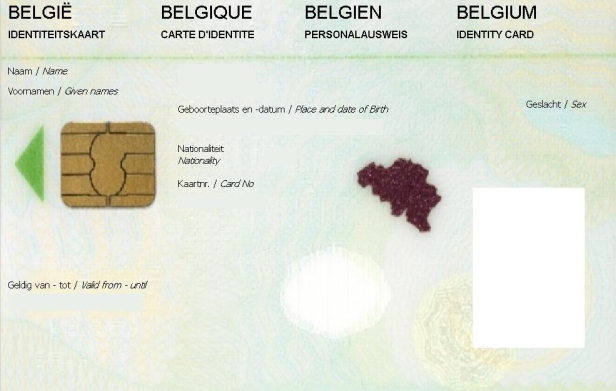 BELGIË BELGIQUE BELGIEN BELGIUM
IDENTITEITSKAART CARTE D'IDENTITE PERSONALAUSWEIS IDENTITY CARD
Naam / Name
Voornamen / Given names
Geboorteplaats en -datum / Place and date of Birth
Geslacht / Sex
Nationaliteit
Nationality
Kaartnr. / Card No
Geldig van - tot / Valid from - until